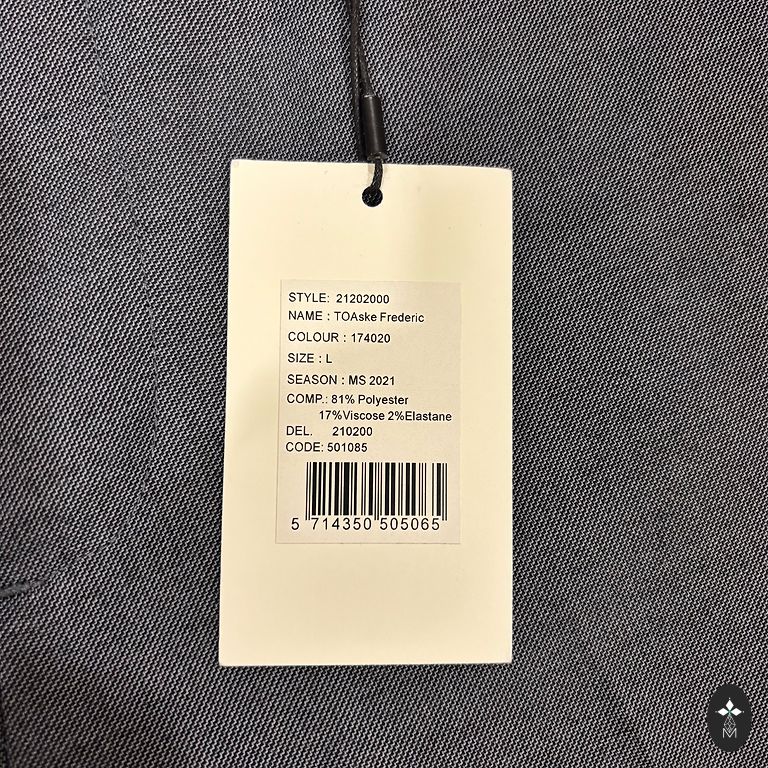 STYLE: 21202000
NAME : TOAske Frederic
COLOUR : 174020
SIZE : L
SEASON : MS 2021
COMP.: 81% Polyester
17%Viscose 2%Elastane
DEL. 210200
CODE: 501085
5 714350 505065
M